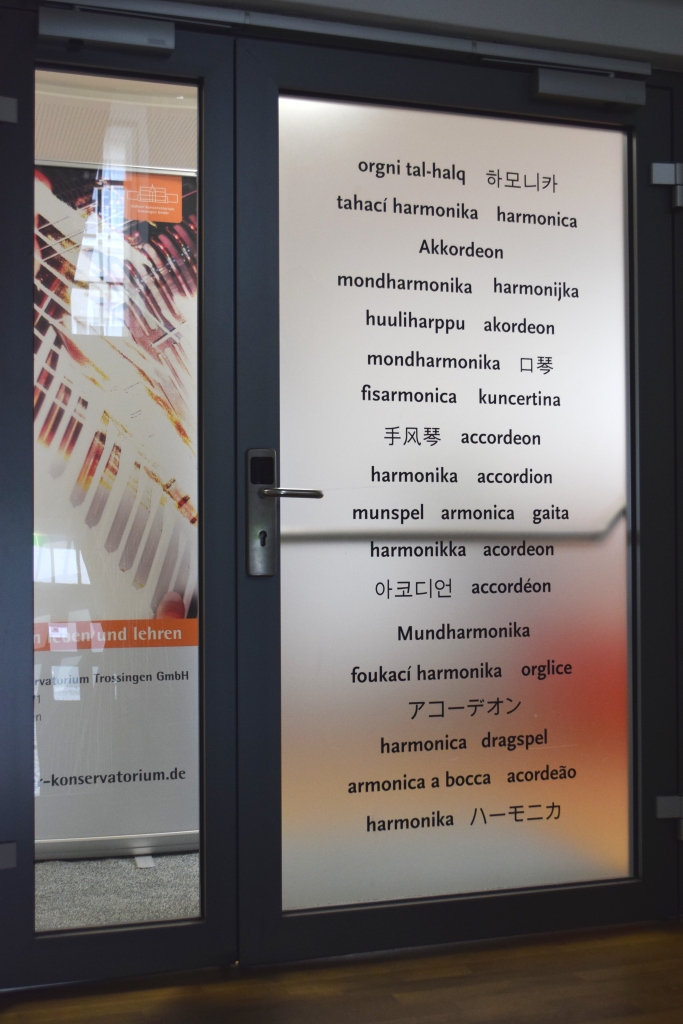 n leben und lehren
rvatorium Trossingen GmbH
r-konservatorium.de
orgni tal-halq 하모니카
tahací harmonika harmonica
Akkordeon
mondharmonika harmonijka
huuliharppu akordeon
mondharmonika 口琴
fisarmonica kuncertina
手风琴 accordeon
harmonika accordion
munspel armonica gaita
harmonikka acordeon
아코디언 accordéon
Mundharmonika
foukací harmonika orglice
アコーデオン
harmonica dragspel
armonica a bocca acordeão
harmonika ハーモニカ